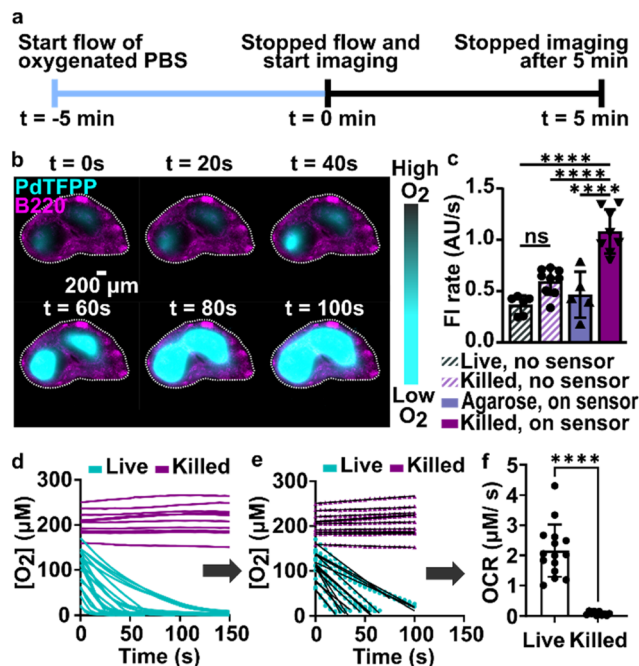 a
Start flow of
oxygenated PBS
Stopped flow and
start imaging
Stopped imaging
after 5 min
t = -5 min
t = 0 min
t = 5 min
b
t = 0s
t = 20s
t = 40s
PdTFPP
B220
200 µm
t = 60s
t = 80s
t = 100s
High
O2
Low
O2
c
FI rate (AU/s)
1.5
1.0
0.5
0.0
****
****
****
ns
Live, no sensor
Killed, no sensor
Agarose, on sensor
Killed, on sensor
d
Live
Killed
[O2]
(µM)
300
200
100
0
0
50
100
150
Time (s)
e
Live
Killed
[O2]
(µM)
300
200
100
0
0
50
100
150
Time (s)
f
OCR (µM/ s)
5
4
3
2
1
0
****
Live
Killed